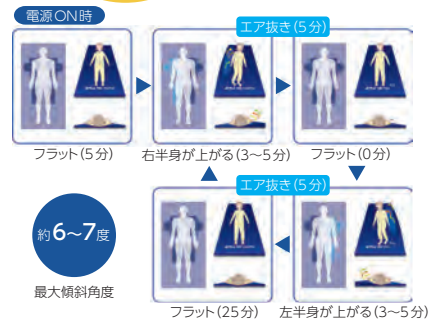 電源ON時
エア抜き(5分)
フラット(5分)
右半身が上がる(3〜5分)
フラット(0分)
エア抜き(5分)
約6〜7度
最大傾斜角度
フラット(25分)
左半身が上がる(3〜5分)